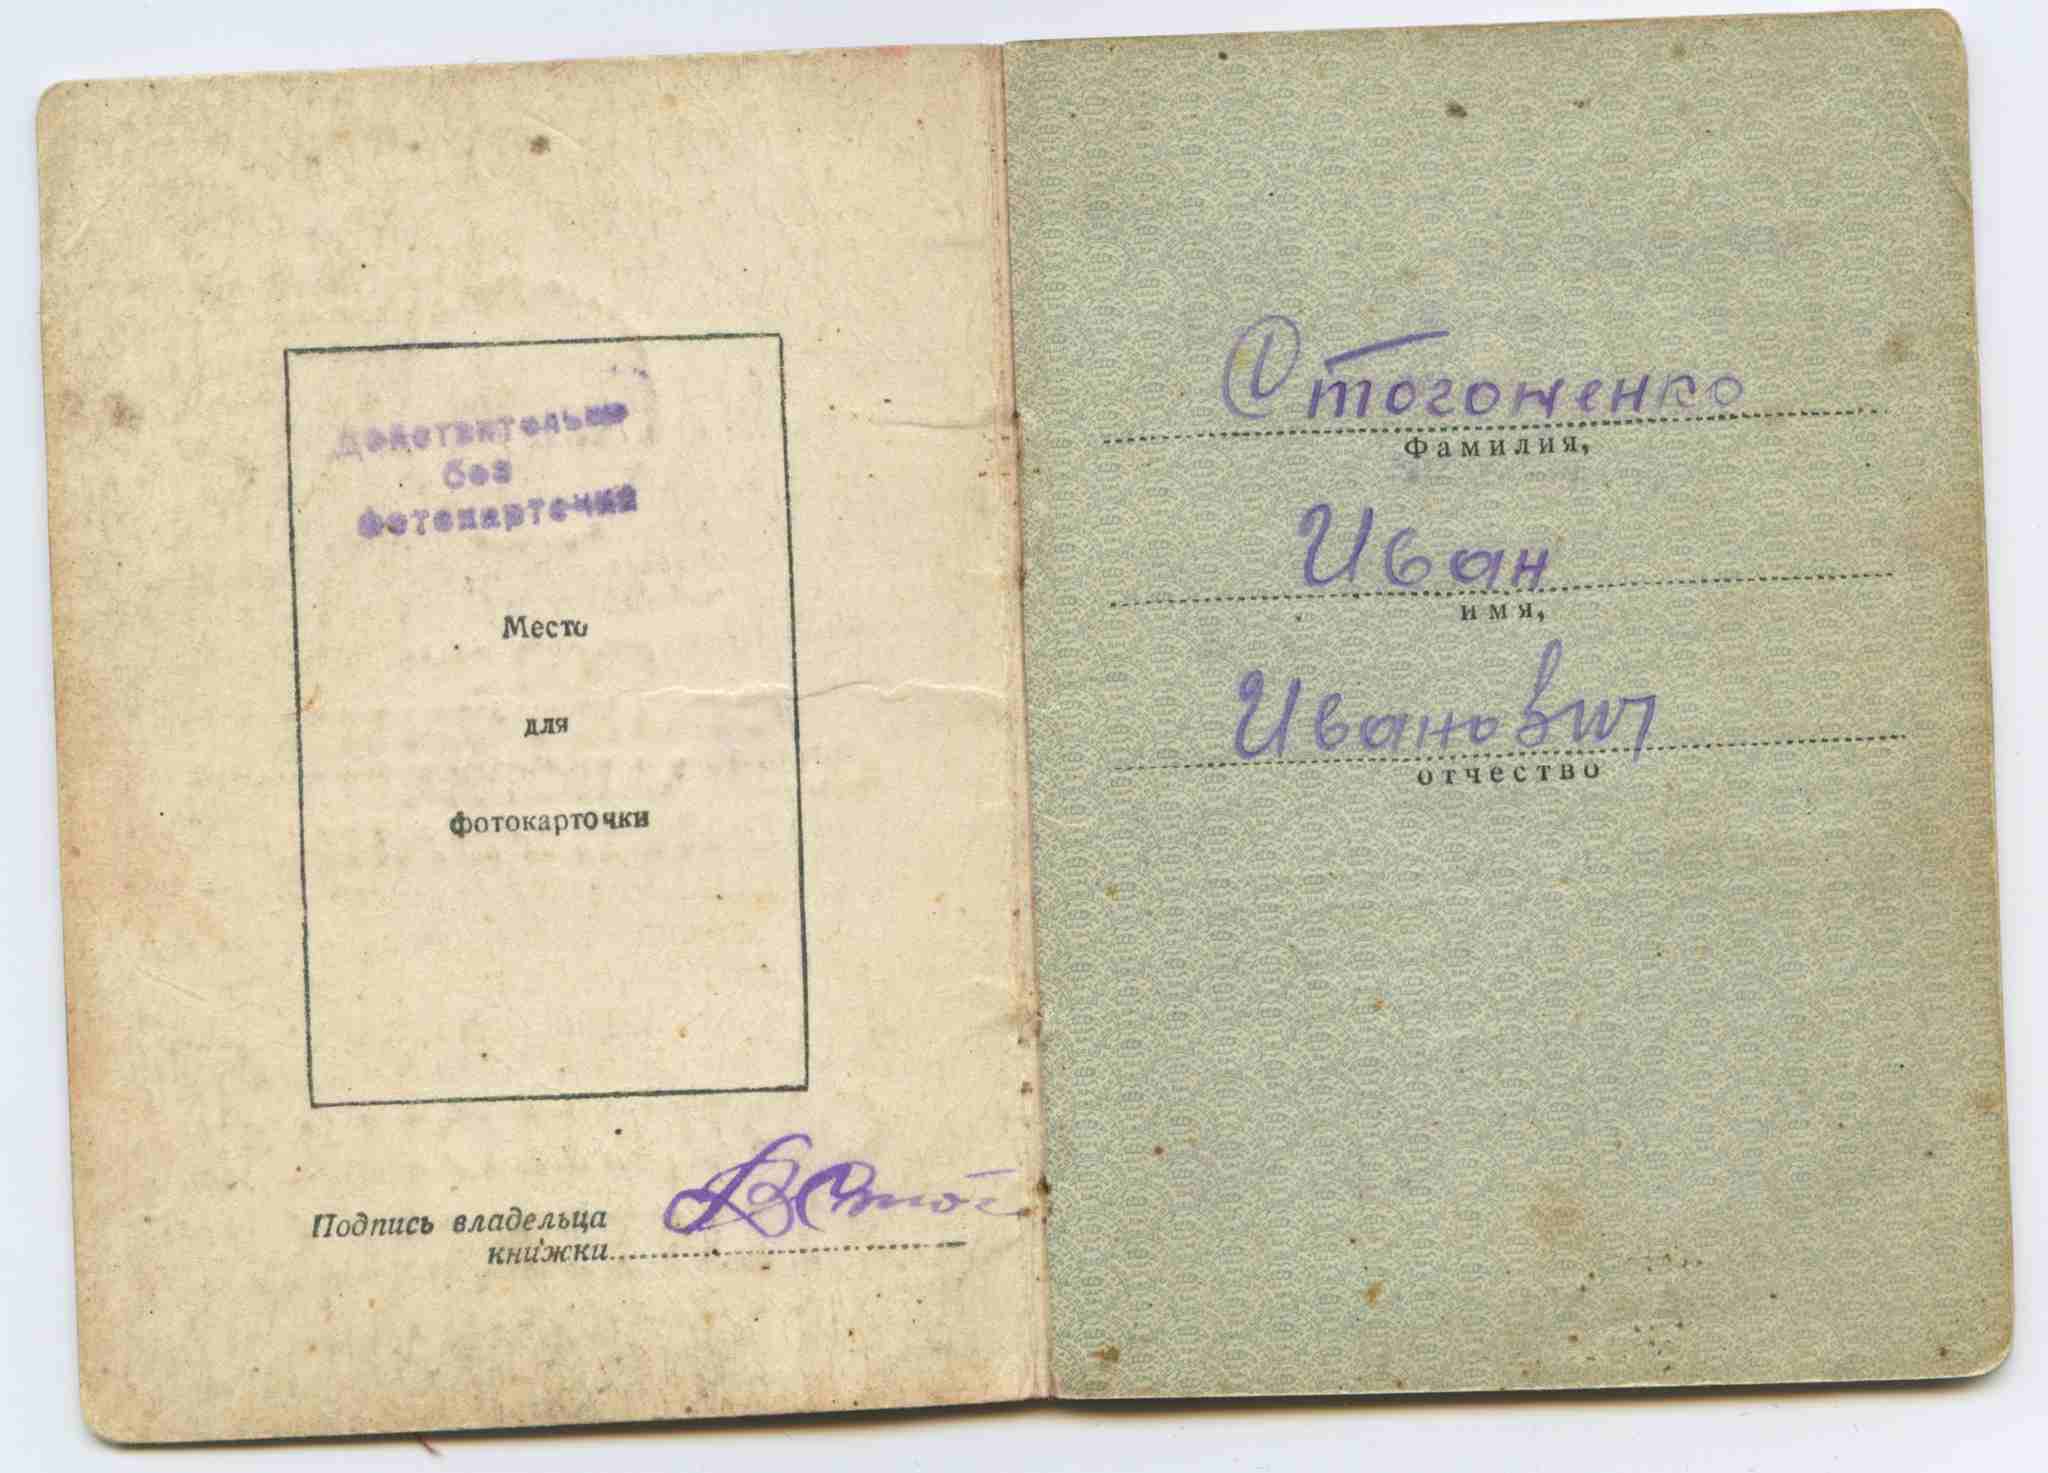 Действительно
без
фотокарточки
Место
для
фотокарточки
Подпись владельца
книжки
Стогоненко
Фамилия,
Иван
имя,
Иванович
отчество